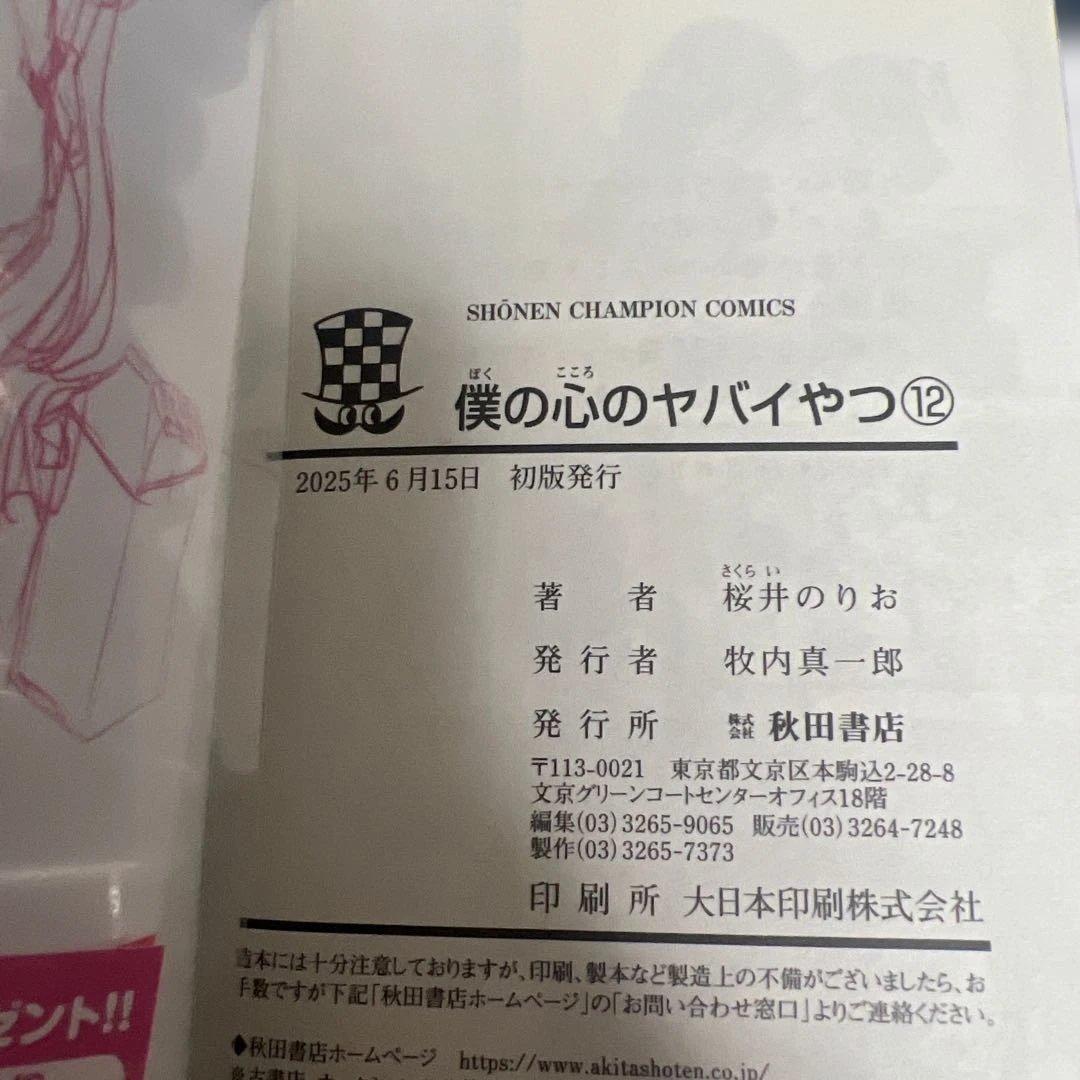 SHŌNEN CHAMPION COMICS
ぼく こころ
僕の心のヤバイやつ⑫
2025年6月15日 初版発行
さくら い
著者 桜井のりお
発行者 牧内真一郎
発行所 株式会社 秋田書店
〒113-0021 東京都文京区本駒込2-28-8
文京グリーンコートセンターオフィス18階
編集(03)3265-9065 販売(03)3264-7248
製作(03)3265-7373
印刷所 大日本印刷株式会社
造本には十分注意しておりますが、印刷、製本など製造上の不備がございましたら、お
手数ですが下記「秋田書店ホームページ」の「お問い合わせ窓口」よりご連絡ください。
◆秋田書店ホームページ https://www.akitashoten.co.jp/
ゼント!!